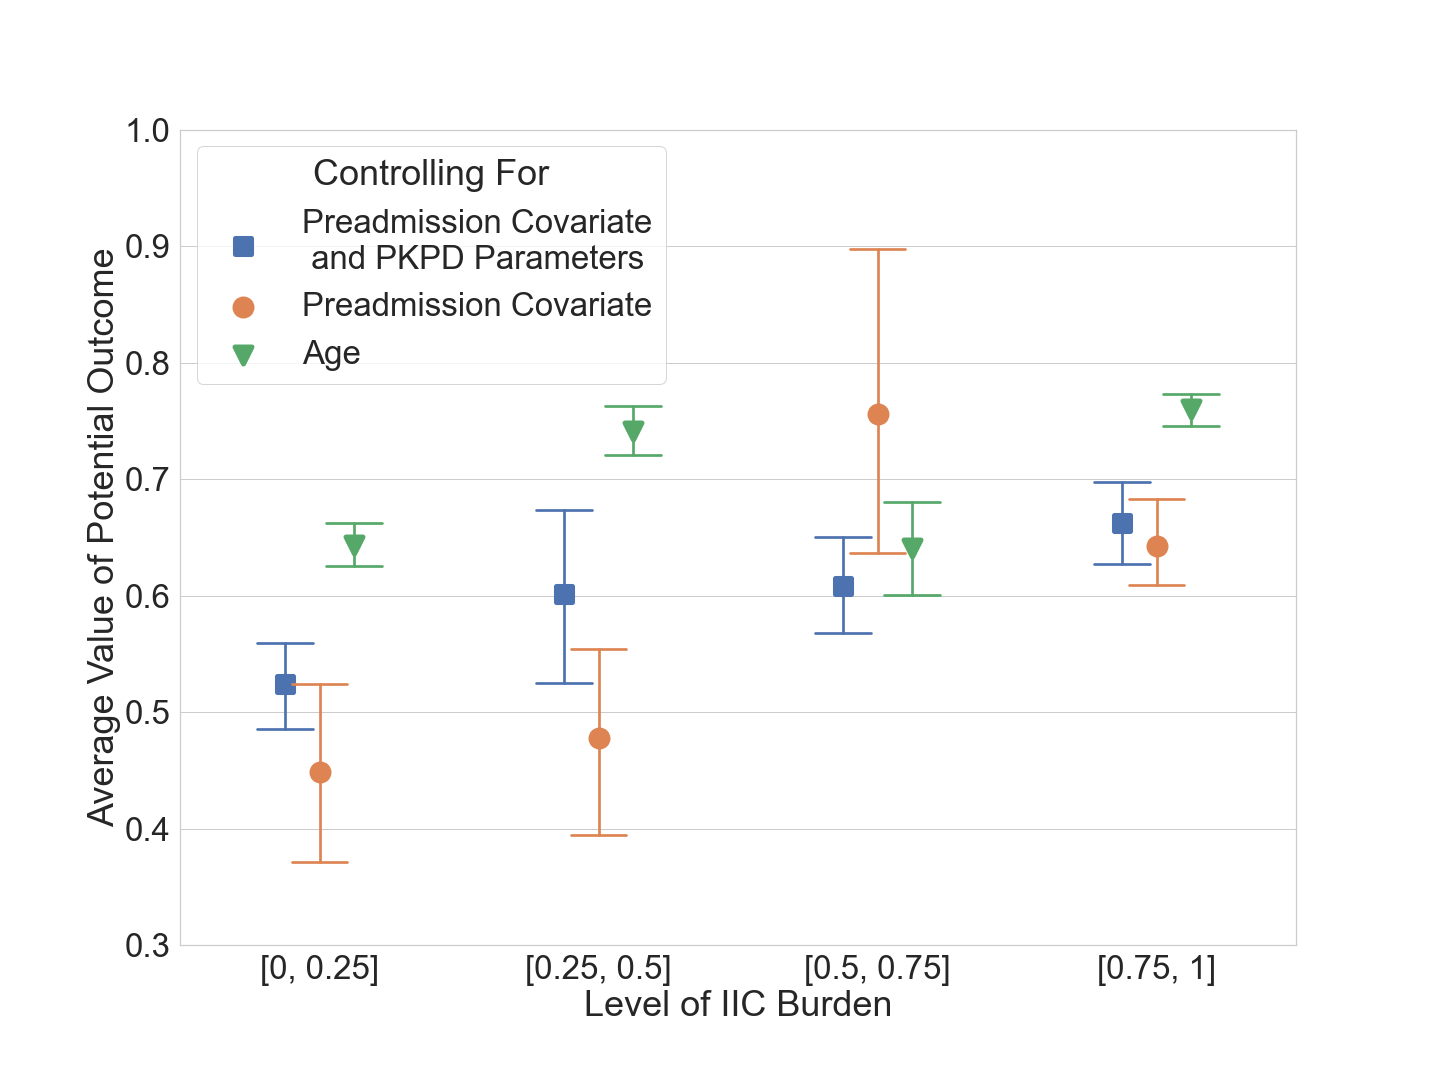 Controlling For
Preadmission Covariate
and PKPD Parameters
Preadmission Covariate
Age
Average Value of Potential Outcome
1.0
0.9
0.8
0.7
0.6
0.5
0.4
0.3
[0, 0.25]
[0.25, 0.5]
[0.5, 0.75]
[0.75, 1]
Level of IIC Burden